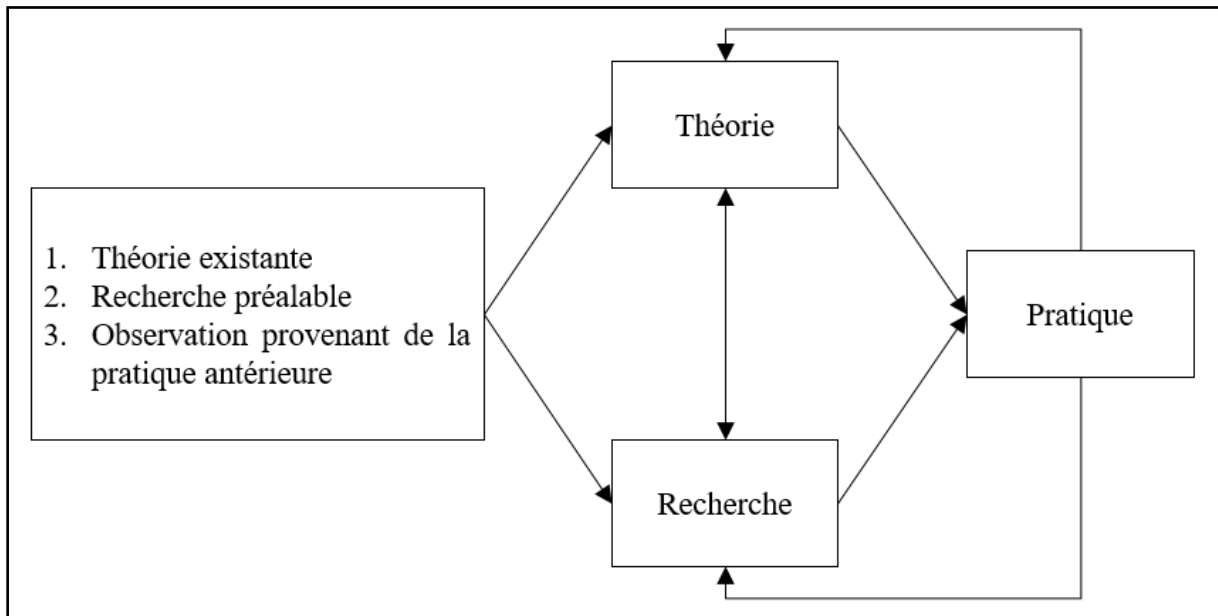 Théorie
1. Théorie existante
2. Recherche préalable
3. Observation provenant de la
pratique antérieure
Pratique
Recherche